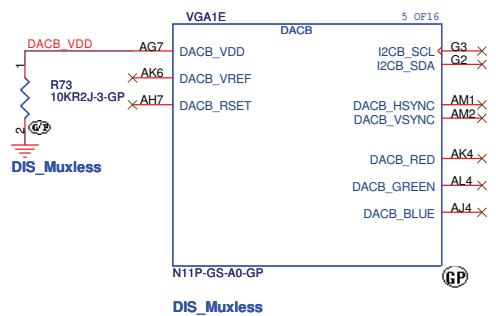 VGA1E
5 OF16
DACB
DACB_VDD
AG7
DACB_VDD
I2CB_SCL
G3
I2CB_SDA
G2
AK6
DACB_VREF
1
R73
10KR2J-3-GP
AH7
DACB_RSET
DACB_HSYNC
AM1
DACB_VSYNC
AM2
2
DIS_Muxless
DACB_RED
AK4
DACB_GREEN
AL4
DACB_BLUE
AJ4
N11P-GS-A0-GP
GP
DIS_Muxless